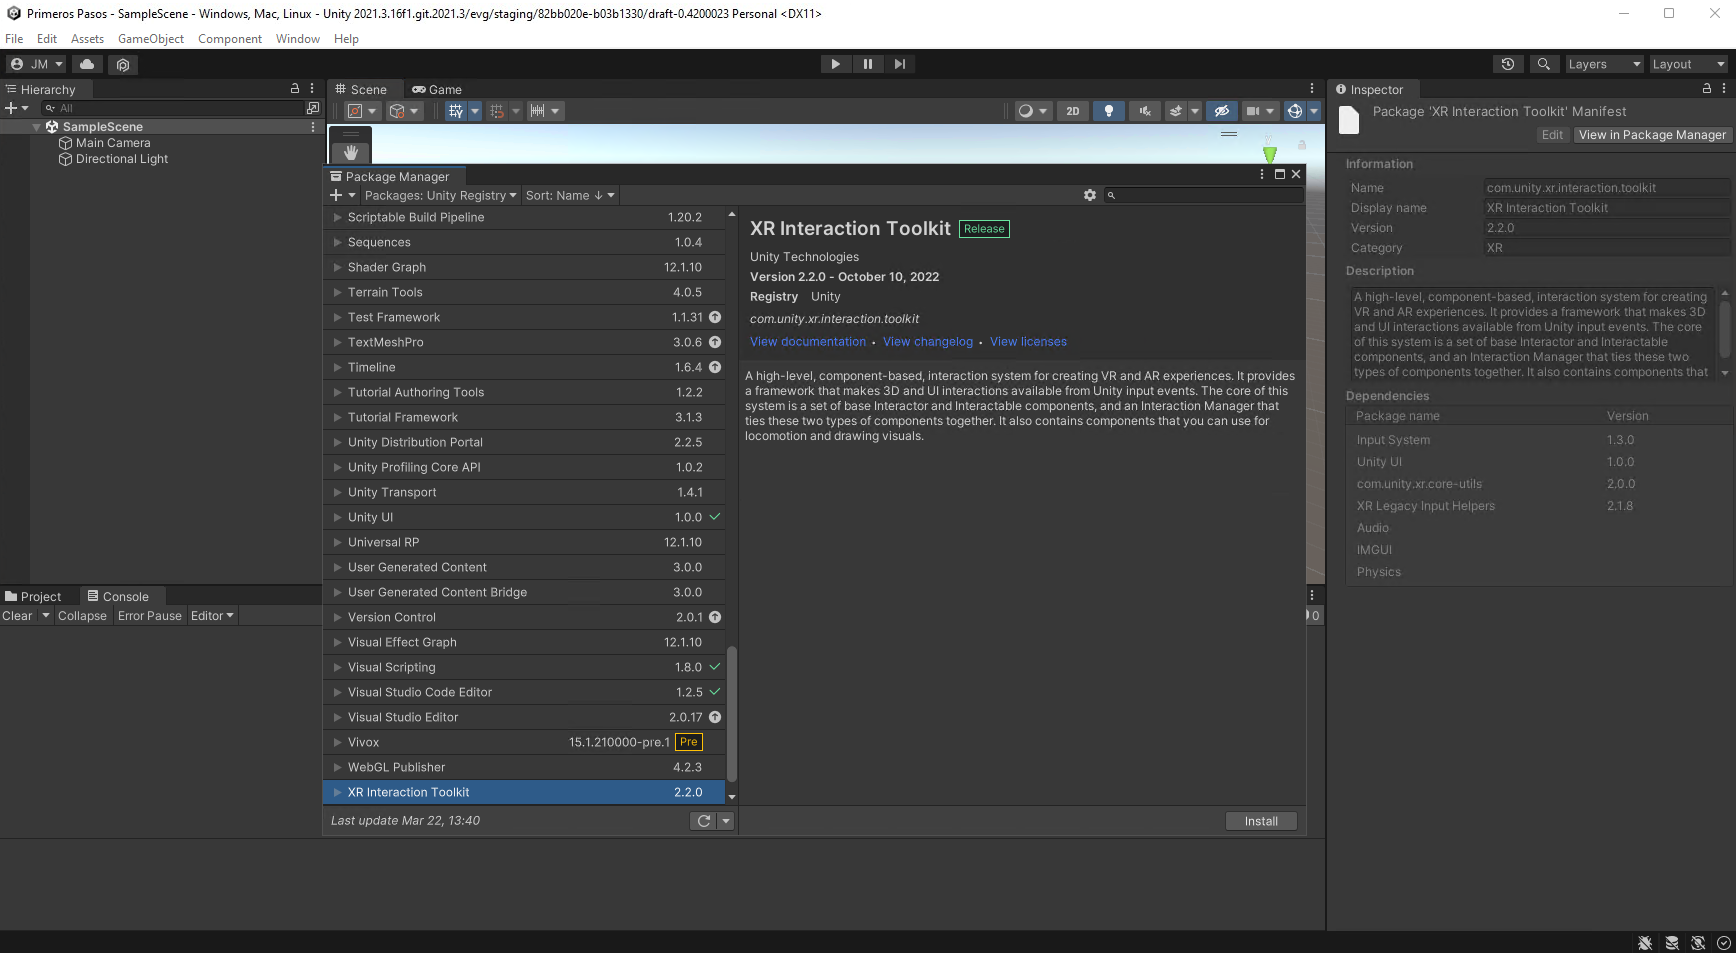 Primeros Pasos - SampleScene - Windows, Mac, Linux - Unity 2021.3.16f1.git.2021.3/evg/staging/82bb020e-b03b1330/draft-0.4200023 Personal <DX11>
File Edit Assets GameObject Component Window Help
JM
Layers Layout
Hierarchy
All
SampleScene
Main Camera
Directional Light
Scene Game
2D
Package Manager
Packages: Unity Registry Sort: Name ↓
Scriptable Build Pipeline 1.20.2
Sequences 1.0.4
Shader Graph 12.1.10
Terrain Tools 4.0.5
Test Framework 1.1.31
TextMeshPro 3.0.6
Timeline 1.6.4
Tutorial Authoring Tools 1.2.2
Tutorial Framework 3.1.3
Unity Distribution Portal 2.2.5
Unity Profiling Core API 1.0.2
Unity Transport 1.4.1
Unity UI 1.0.0
Universal RP 12.1.10
User Generated Content 3.0.0
User Generated Content Bridge 3.0.0
Version Control 2.0.1
Visual Effect Graph 12.1.10
Visual Scripting 1.8.0
Visual Studio Code Editor 1.2.5
Visual Studio Editor 2.0.17
Vivox 15.1.210000-pre.1 Pre
WebGL Publisher 4.2.3
XR Interaction Toolkit 2.2.0
Last update Mar 22, 13:40
XR Interaction Toolkit Release
Unity Technologies
Version 2.2.0 - October 10, 2022
Registry Unity
com.unity.xr.interaction.toolkit
View documentation • View changelog • View licenses
A high-level, component-based, interaction system for creating VR and AR experiences. It provides
a framework that makes 3D and UI interactions available from Unity input events. The core of this
system is a set of base Interactor and Interactable components, and an Interaction Manager that
ties these two types of components together. It also contains components that you can use for
locomotion and drawing visuals.
Install
Project Console
Clear Collapse Error Pause Editor
0
Inspector
Package 'XR Interaction Toolkit' Manifest
Edit View in Package Manager
Information
Name com.unity.xr.interaction.toolkit
Display name XR Interaction Toolkit
Version 2.2.0
Category XR
Description
A high-level, component-based, interaction system for creating
VR and AR experiences. It provides a framework that makes 3D
and UI interactions available from Unity input events. The core
of this system is a set of base Interactor and Interactable
components, and an Interaction Manager that ties these two
types of components together. It also contains components that
Dependencies
Package name Version
Input System 1.3.0
Unity UI 1.0.0
com.unity.xr.core-utils 2.0.0
XR Legacy Input Helpers 2.1.8
Audio
IMGUI
Physics